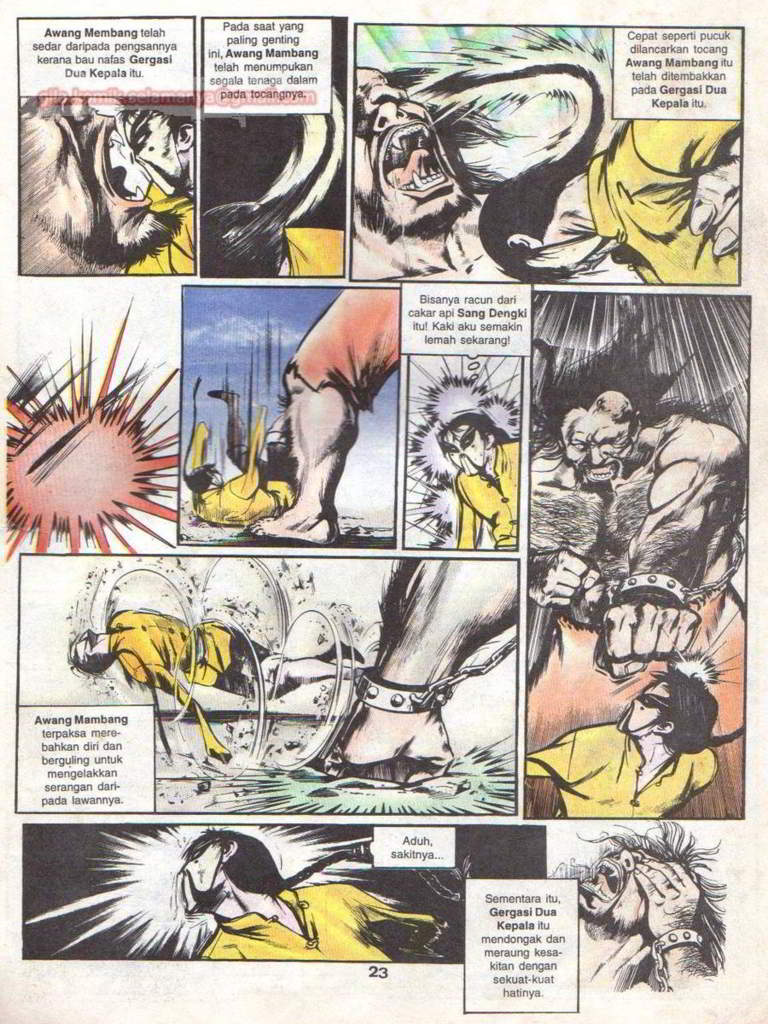 Awang Membang telah
sedar daripada pengsannya
kerana bau nafas Gergasi
Dua Kepala itu.
Pada saat yang
paling genting
ini, Awang Mambang
telah menumpukan
segala tenaga dalam
pada tocangnya.
Cepat seperti pucuk
dilancarkan tocang
Awang Mambang itu
telah ditembakkan
pada Gergasi Dua
Kepala itu.
Bisanya racun dari
cakar api Sang Dengki
itu! Kaki aku semakin
lemah sekarang!
Awang Mambang
terpaksa mere-
bahkan diri dan
berguling untuk
mengelakkan
serangan dari-
pada lawannya.
Aduh,
sakitnya...
Sementara itu,
Gergasi Dua
Kepala itu
mendongak dan
meraung kesa-
kitan dengan
sekuat-kuat
hatinya.
23